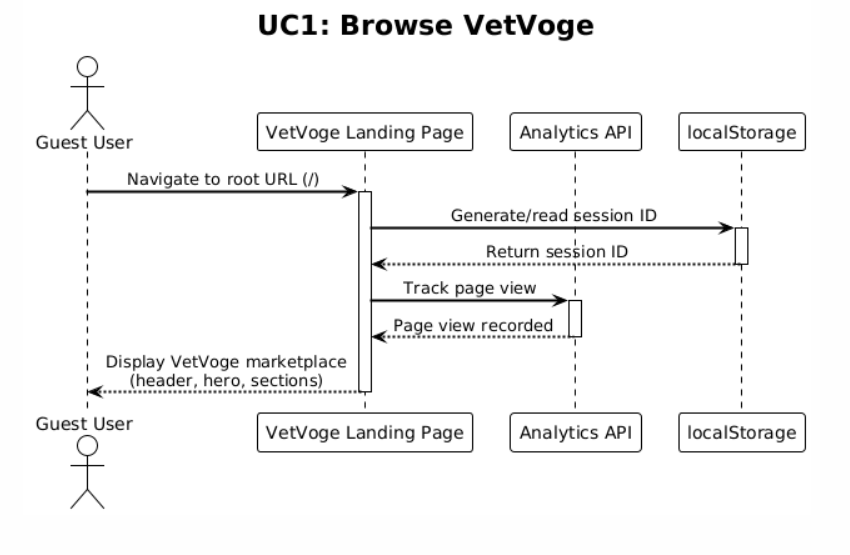 UC1: Browse VetVoge
Guest User
VetVoge Landing Page
Analytics API
localStorage
Navigate to root URL (/)
Generate/read session ID
Return session ID
Track page view
Page view recorded
Display VetVoge marketplace
(header, hero, sections)
Guest User
VetVoge Landing Page
Analytics API
localStorage